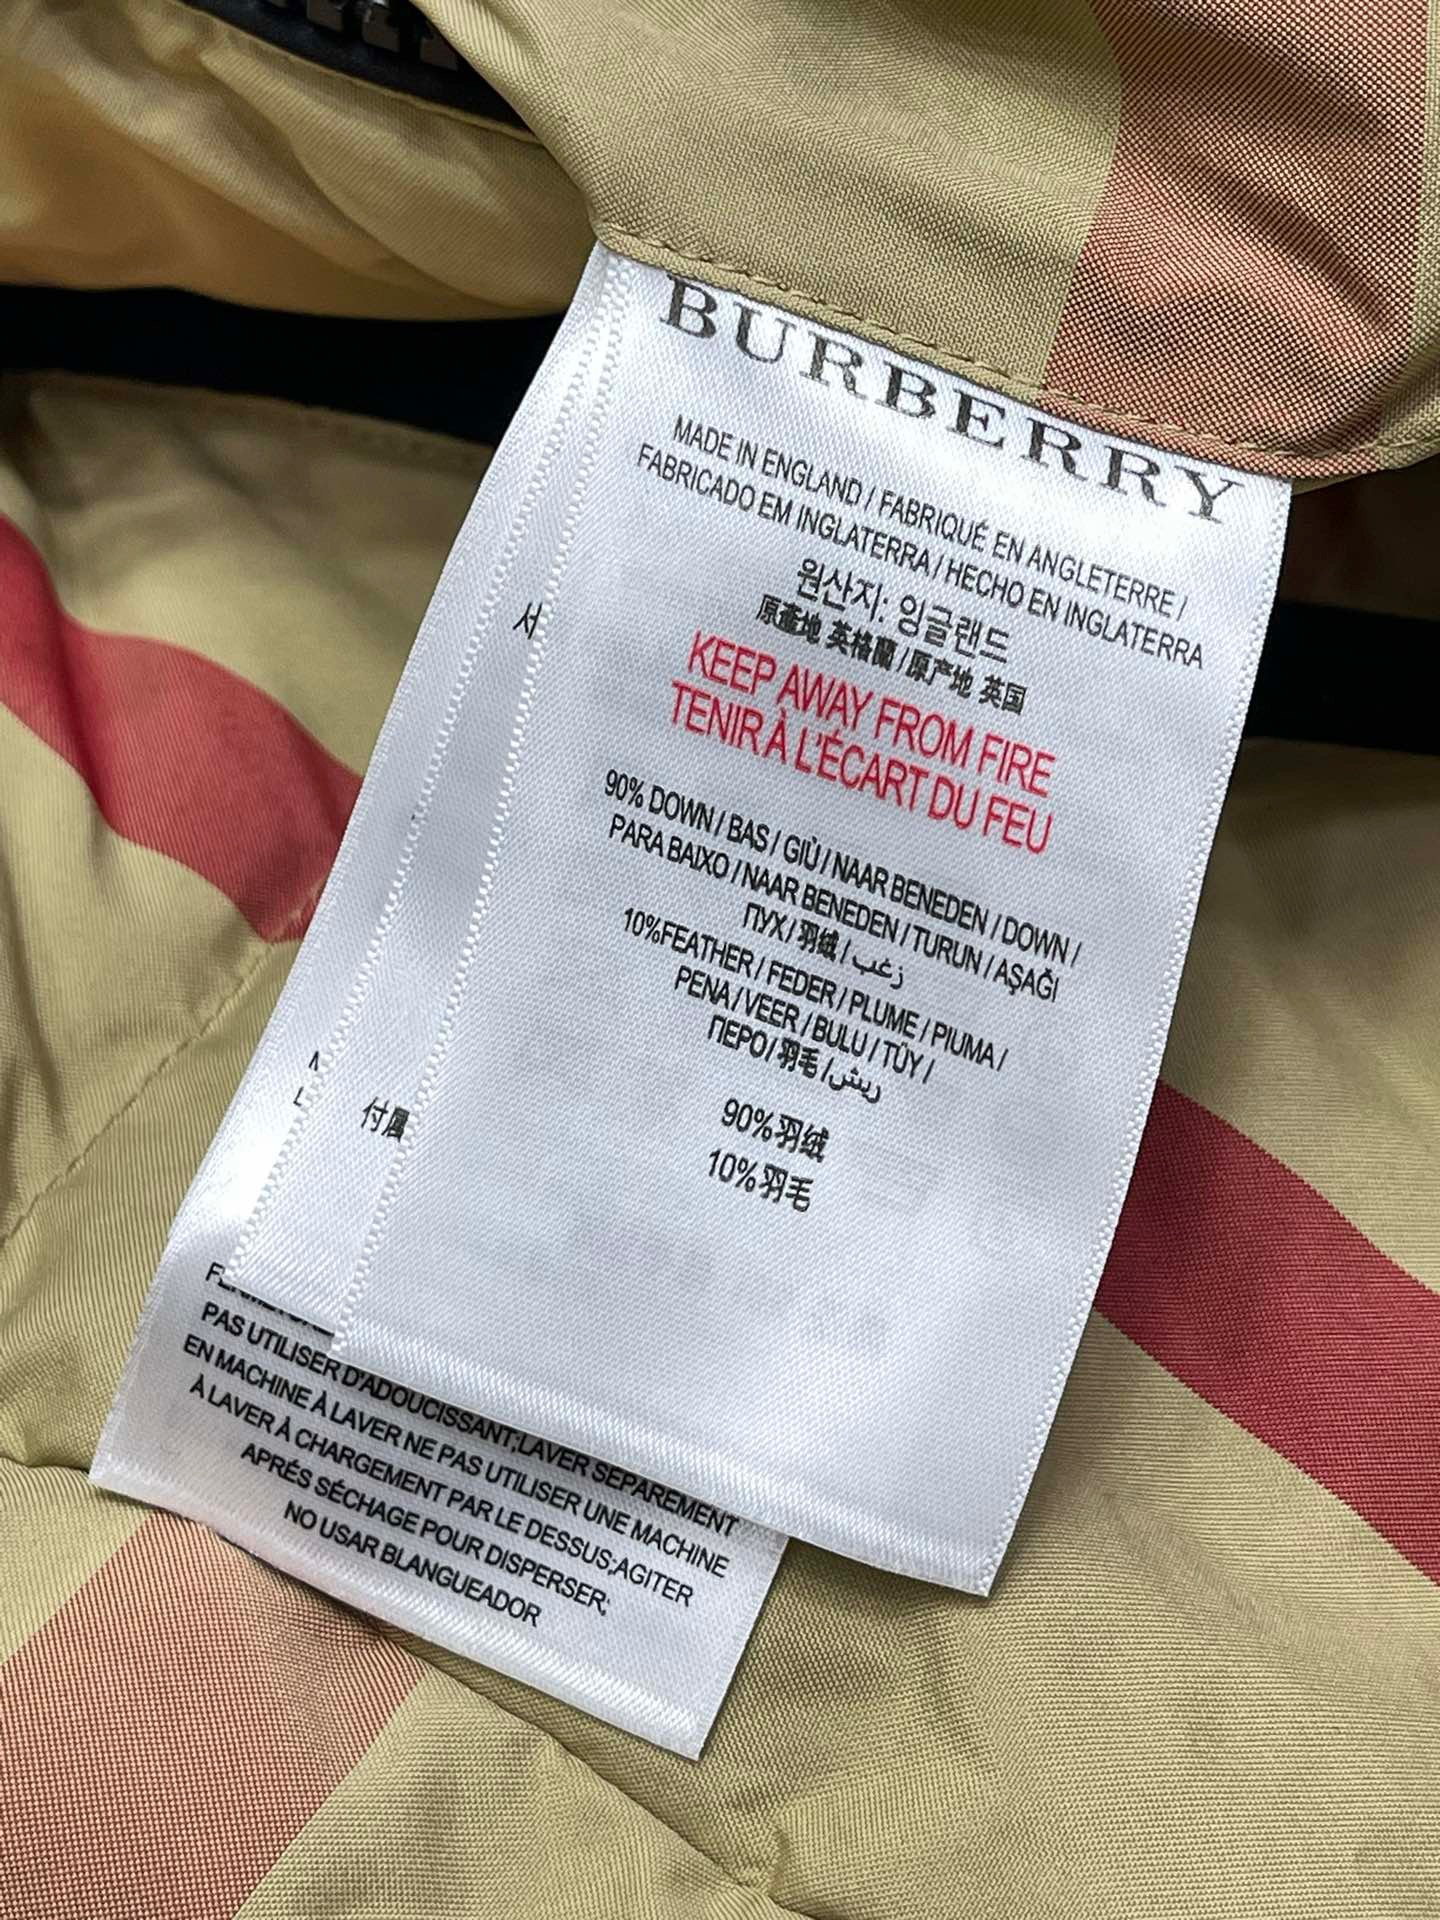 BURBERRY
MADE IN ENGLAND / FABRIQUÉ EN ANGLETERRE /
FABRICADO EM INGLATERRA / HECHO EN INGLATERRA
원산지: 잉글랜드
原產地 英格蘭 / 原产地 英国
KEEP AWAY FROM FIRE
TENIR À L'ÉCART DU FEU
90% DOWN / BAS / GIÙ / NAAR BENEDEN / DOWN /
PARA BAIXO / NAAR BENEDEN / TURUN / AŞAĞI
ПУХ / 羽绒 / زغب
10%FEATHER / FEDER / PLUME / PIUMA /
PENA / VEER / BULU / TÜY /
ПЕРО / 羽毛 / ريش
90%羽绒
10%羽毛
서
付属
PAS UTILISER D'ADOUCISSANT;LAVER SÉPAREMENT
EN MACHINE À LAVER NE PAS UTILISER UNE MACHINE
À LAVER À CHARGEMENT PAR LE DESSUS;AGITER
APRÉS SÉCHAGE POUR DISPERSER;
NO USAR BLANGUEADOR